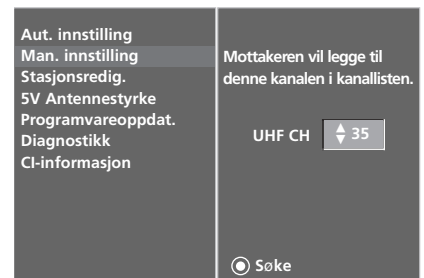 Aut. innstilling
Man. innstilling
Stasjonsredig.
5V Antennestyrke
Programvareoppdat.
Diagnostikk
CI-informasjon
Mottakeren vil legge til
denne kanalen i kanallisten.
UHF CH 35
Søke